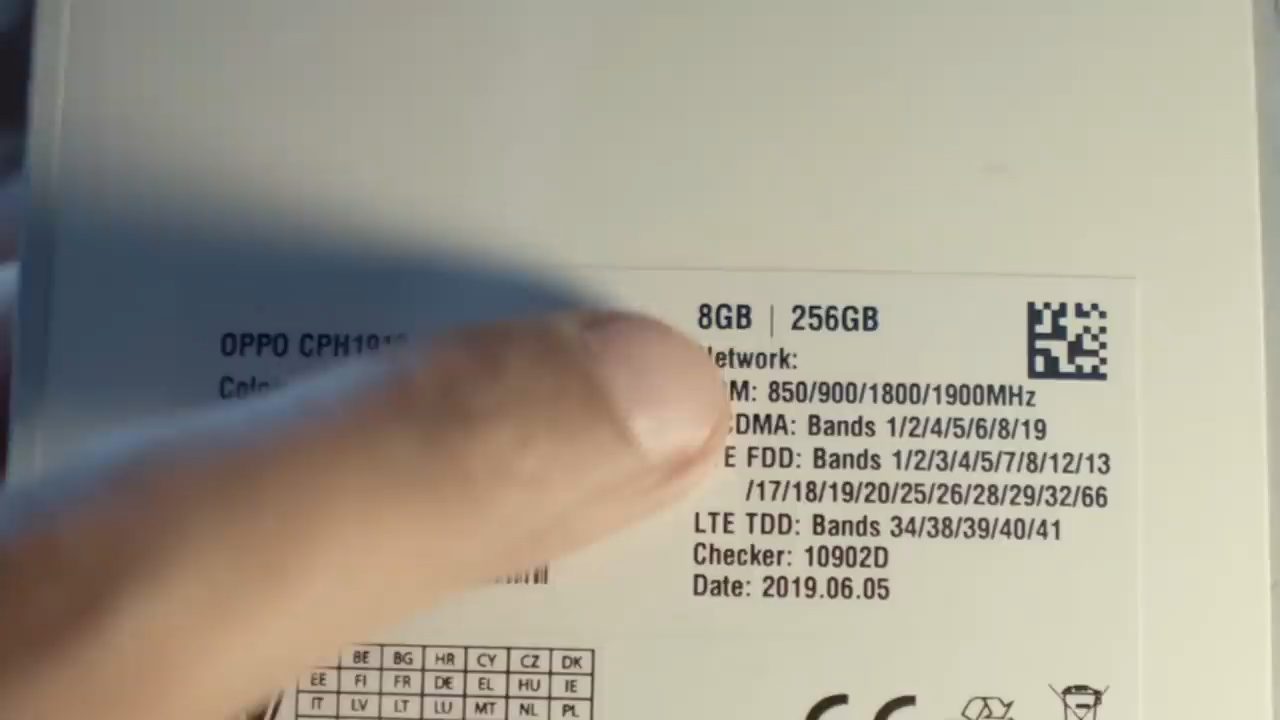 OPPO
8GB | 256GB
850/900/1800/1900MHz
Bands 1/2/4/5/6/8/19
FDD: Bands 1/2/3/4/5/7/8/12/13
/17/18/19/20/25/26/28/29/32/66
LTE TDD: Bands 34/38/39/40/41
Checker: 10902D
Date: 2019.06.05
BE BG HR CY CZ DK
EE FI FR DE EL HU IE
IT LV LT LU MT NL PL
CE